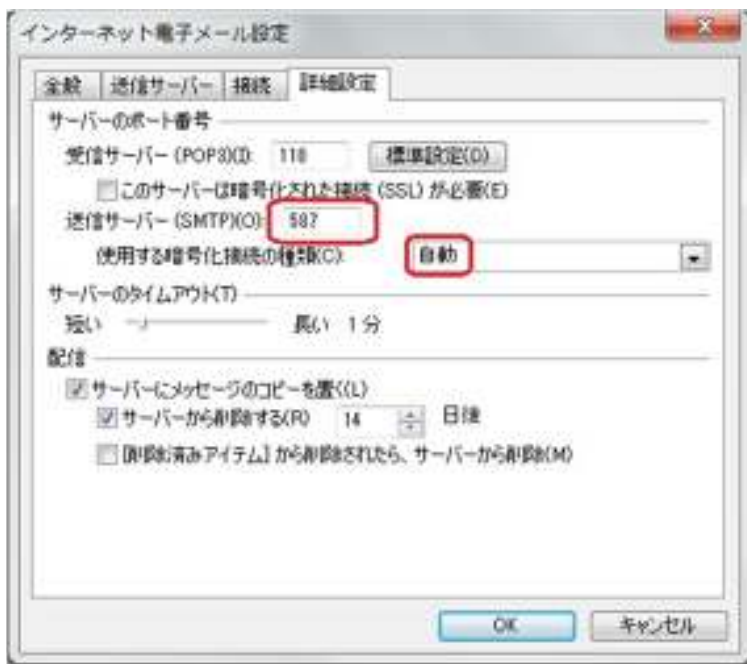 インターネット電子メール設定
全般 送信サーバー 接続 詳細設定
サーバーのポート番号
受信サーバー (POP3)(I): 110 標準設定(D)
このサーバーは暗号化された接続 (SSL) が必要(E)
送信サーバー (SMTP)(O): 587
使用する暗号化接続の種類(C): 自動
サーバーのタイムアウト(T)
短い 長い 1 分
配信
サーバーにメッセージのコピーを置く(L)
サーバーから削除する(R) 14 日後
[削除済みアイテム] から削除されたら、サーバーから削除(M)
OK キャンセル